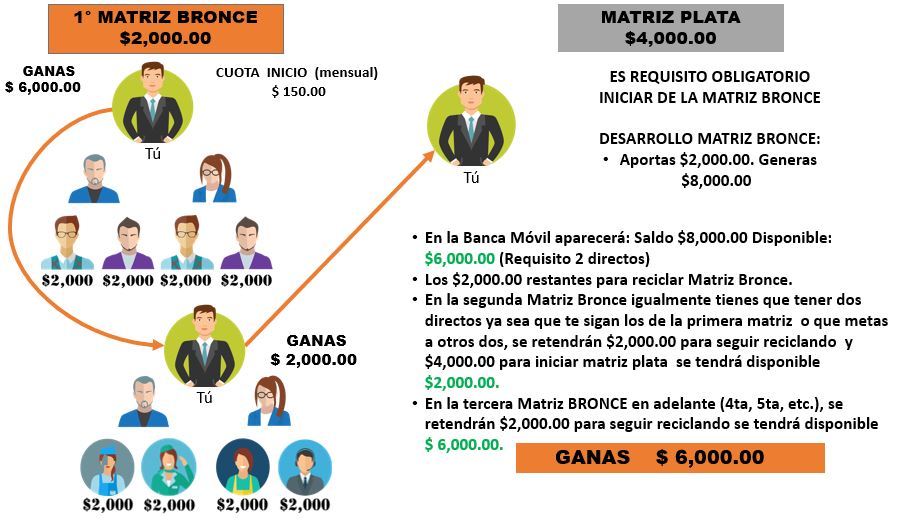 1° MATRIZ BRONCE
$2,000.00
GANAS
$ 6,000.00
CUOTA INICIO (mensual)
$ 150.00
Tú
$2,000 $2,000 $2,000 $2,000
GANAS
$ 2,000.00
Tú
$2,000 $2,000 $2,000 $2,000
MATRIZ PLATA
$4,000.00
Tú
ES REQUISITO OBLIGATORIO
INICIAR DE LA MATRIZ BRONCE
DESARROLLO MATRIZ BRONCE:
• Aportas $2,000.00. Generas
$8,000.00
• En la Banca Móvil aparecerá: Saldo $8,000.00 Disponible:
$6,000.00 (Requisito 2 directos)
• Los $2,000.00 restantes para reciclar Matriz Bronce.
• En la segunda Matriz Bronce igualmente tienes que tener dos
directos ya sea que te sigan los de la primera matriz o que metas
a otros dos, se retendrán $2,000.00 para seguir reciclando y
$4,000.00 para iniciar matriz plata se tendrá disponible
$2,000.00.
• En la tercera Matriz BRONCE en adelante (4ta, 5ta, etc.), se
retendrán $2,000.00 para seguir reciclando se tendrá disponible
$ 6,000.00.
GANAS $ 6,000.00